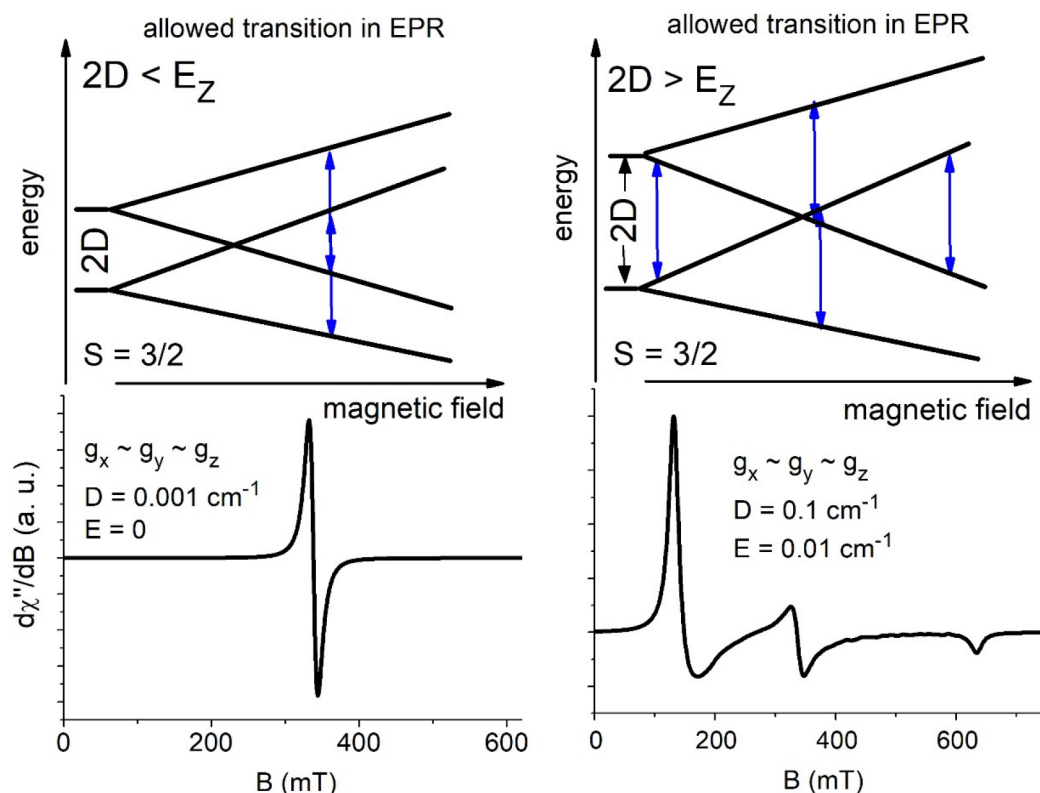 allowed transition in EPR
2D < E_Z
energy
2D
S = 3/2
magnetic field
g_x ~ g_y ~ g_z
D = 0.001 cm⁻¹
E = 0
dχ''/dB (a. u.)
0 200 400 600
B (mT)
allowed transition in EPR
2D > E_Z
energy
2D
S = 3/2
magnetic field
g_x ~ g_y ~ g_z
D = 0.1 cm⁻¹
E = 0.01 cm⁻¹
0 200 400 600
B (mT)